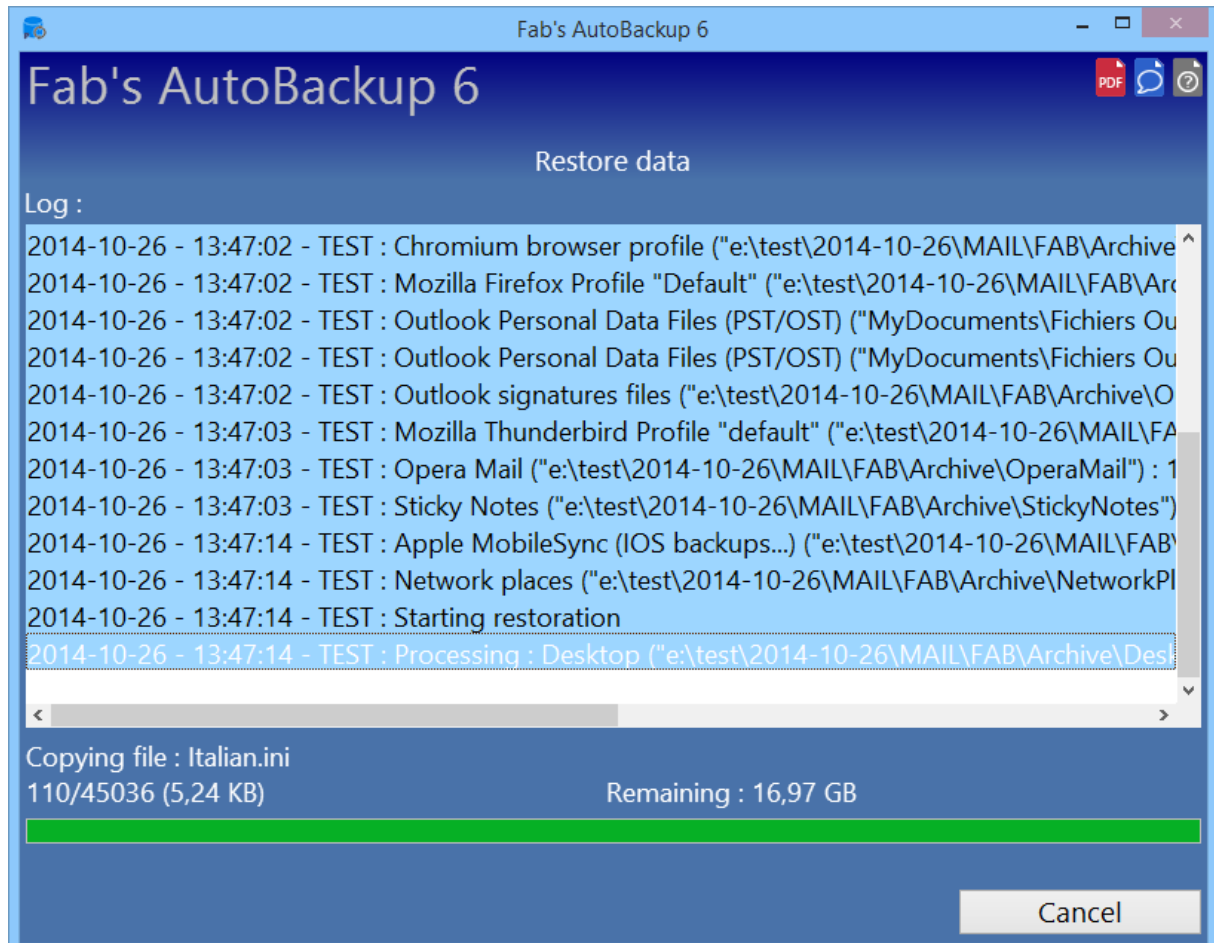 Fab's AutoBackup 6
Fab's AutoBackup 6
PDF
?
Restore data
Log :
2014-10-26 - 13:47:02 - TEST : Chromium browser profile ("e:\test\2014-10-26\MAIL\FAB\Archive
2014-10-26 - 13:47:02 - TEST : Mozilla Firefox Profile "Default" ("e:\test\2014-10-26\MAIL\FAB\Arc
2014-10-26 - 13:47:02 - TEST : Outlook Personal Data Files (PST/OST) ("MyDocuments\Fichiers Ou
2014-10-26 - 13:47:02 - TEST : Outlook Personal Data Files (PST/OST) ("MyDocuments\Fichiers Ou
2014-10-26 - 13:47:02 - TEST : Outlook signatures files ("e:\test\2014-10-26\MAIL\FAB\Archive\O
2014-10-26 - 13:47:03 - TEST : Mozilla Thunderbird Profile "default" ("e:\test\2014-10-26\MAIL\FA
2014-10-26 - 13:47:03 - TEST : Opera Mail ("e:\test\2014-10-26\MAIL\FAB\Archive\OperaMail") : 1
2014-10-26 - 13:47:03 - TEST : Sticky Notes ("e:\test\2014-10-26\MAIL\FAB\Archive\StickyNotes")
2014-10-26 - 13:47:14 - TEST : Apple MobileSync (IOS backups...) ("e:\test\2014-10-26\MAIL\FAB\
2014-10-26 - 13:47:14 - TEST : Network places ("e:\test\2014-10-26\MAIL\FAB\Archive\NetworkPl
2014-10-26 - 13:47:14 - TEST : Starting restoration
2014-10-26 - 13:47:14 - TEST : Processing : Desktop ("e:\test\2014-10-26\MAIL\FAB\Archive\Desk
Copying file : Italian.ini
110/45036 (5,24 KB) Remaining : 16,97 GB
Cancel